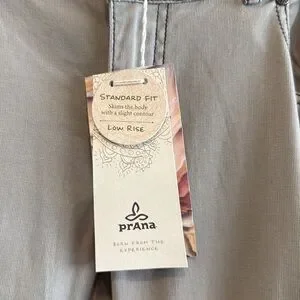 STANDARD FIT
Skims the body
with a slight contour
LOW RISE
prAna
BORN FROM THE
EXPERIENCE